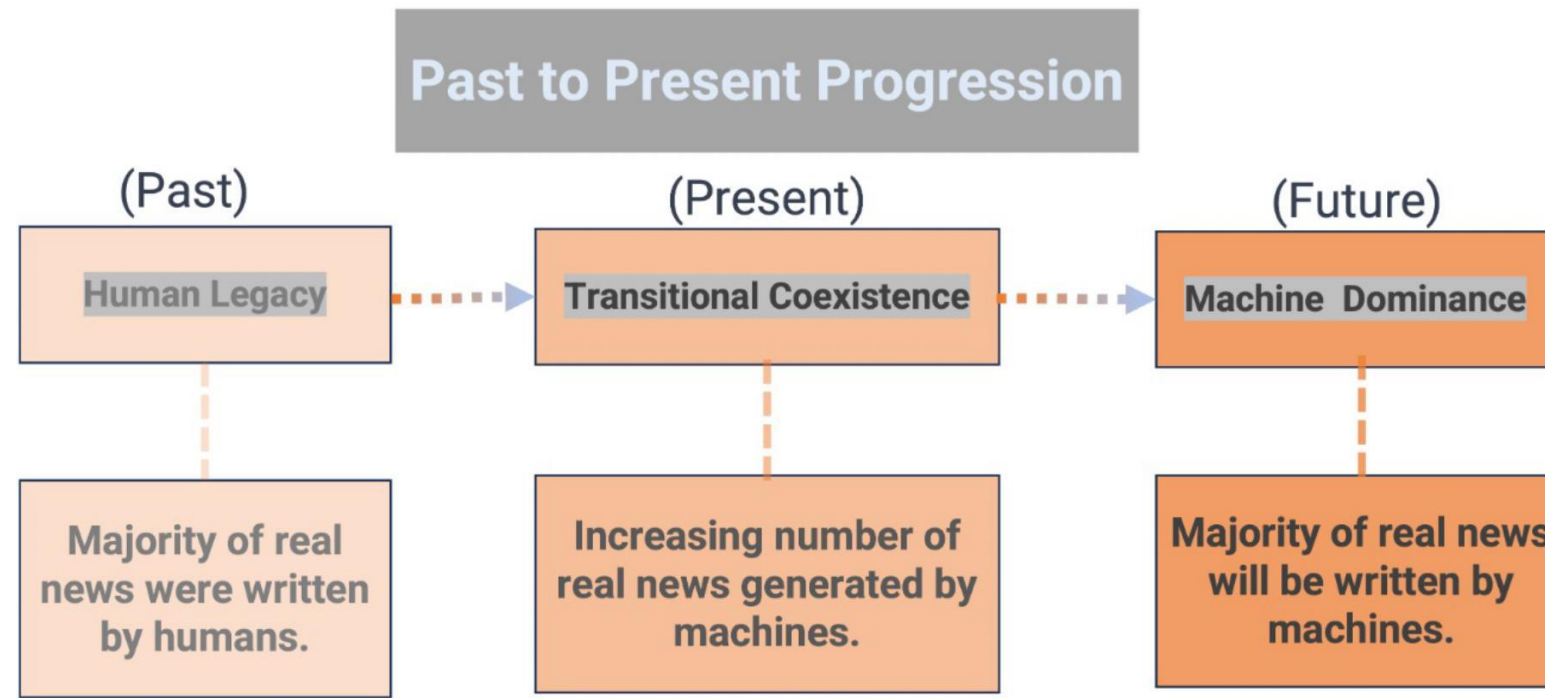 Past to Present Progression
(Past)
(Present)
(Future)
Human Legacy
Transitional Coexistence
Machine Dominance
Majority of real
news were written
by humans.
Increasing number of
real news generated by
machines.
Majority of real news
will be written by
machines.